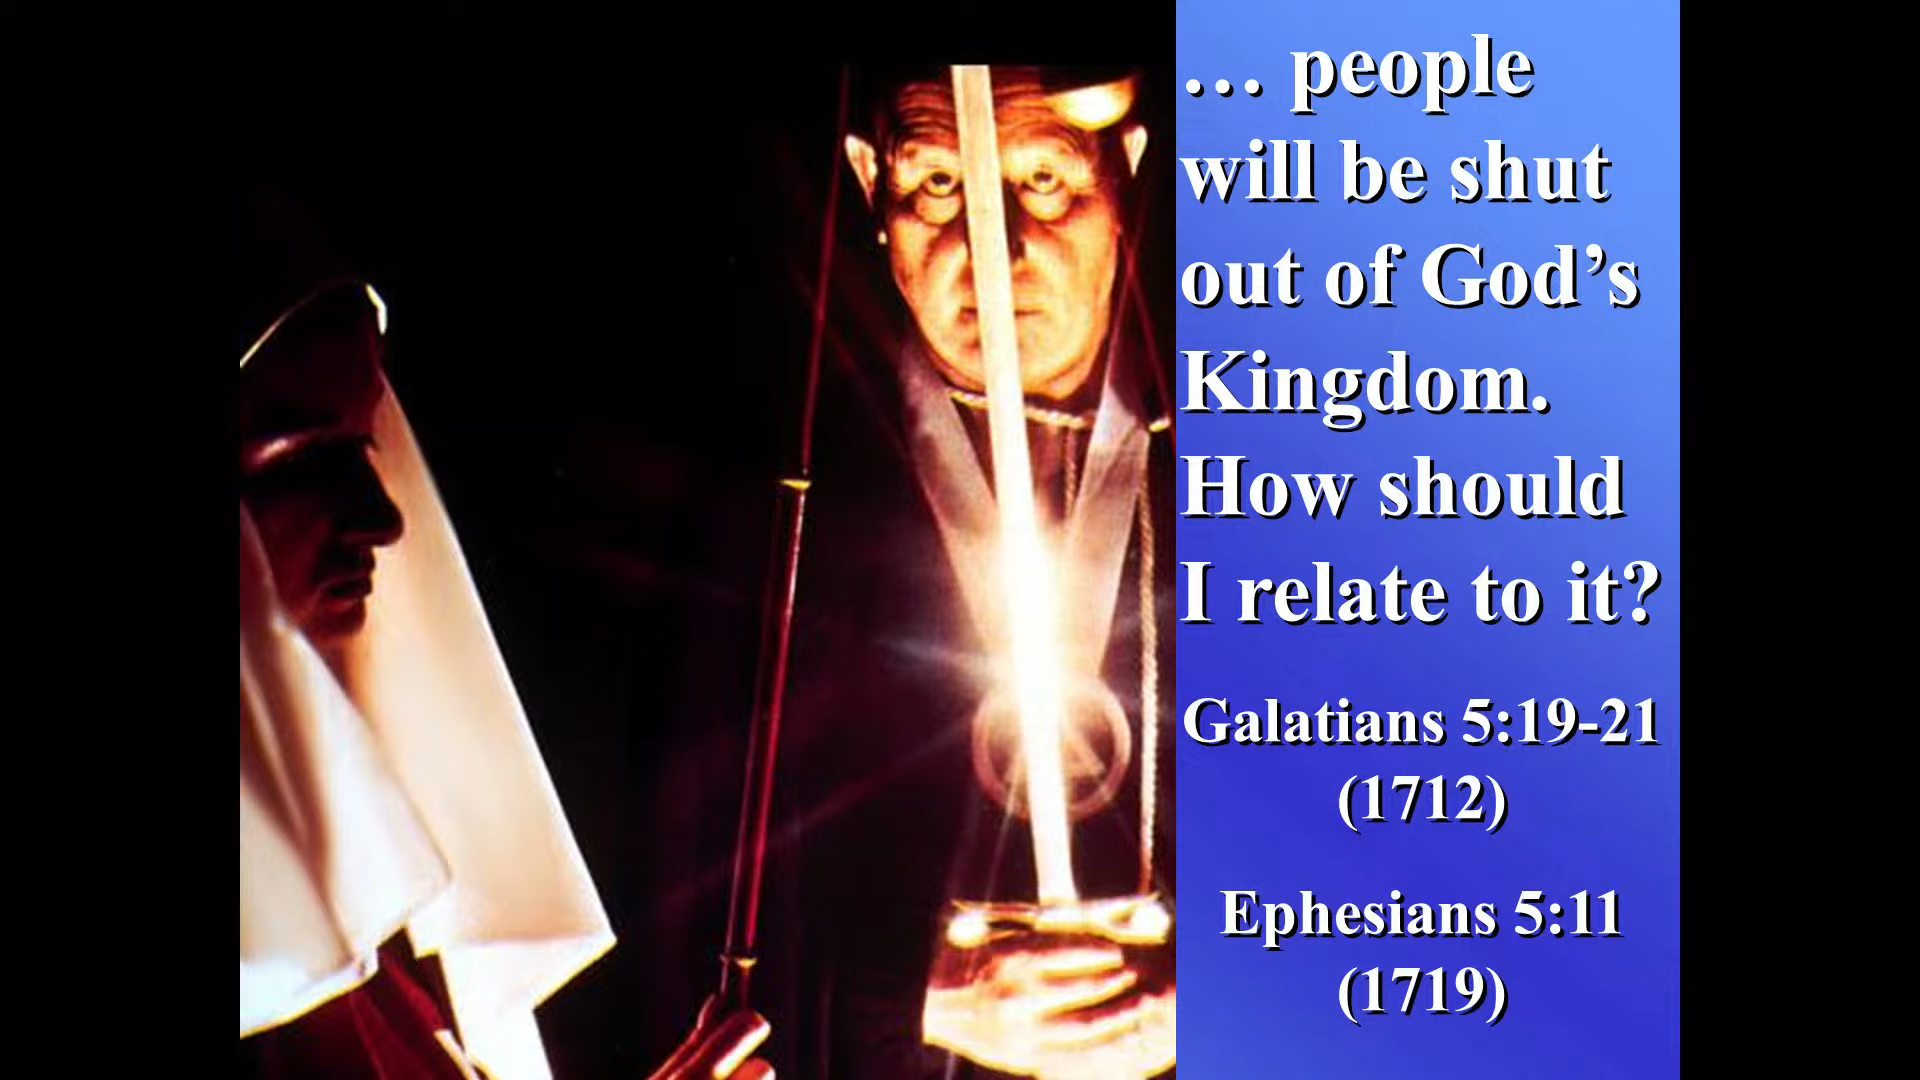 … people
will be shut
out of God’s
Kingdom.
How should
I relate to it?
Galatians 5:19-21
(1712)
Ephesians 5:11
(1719)